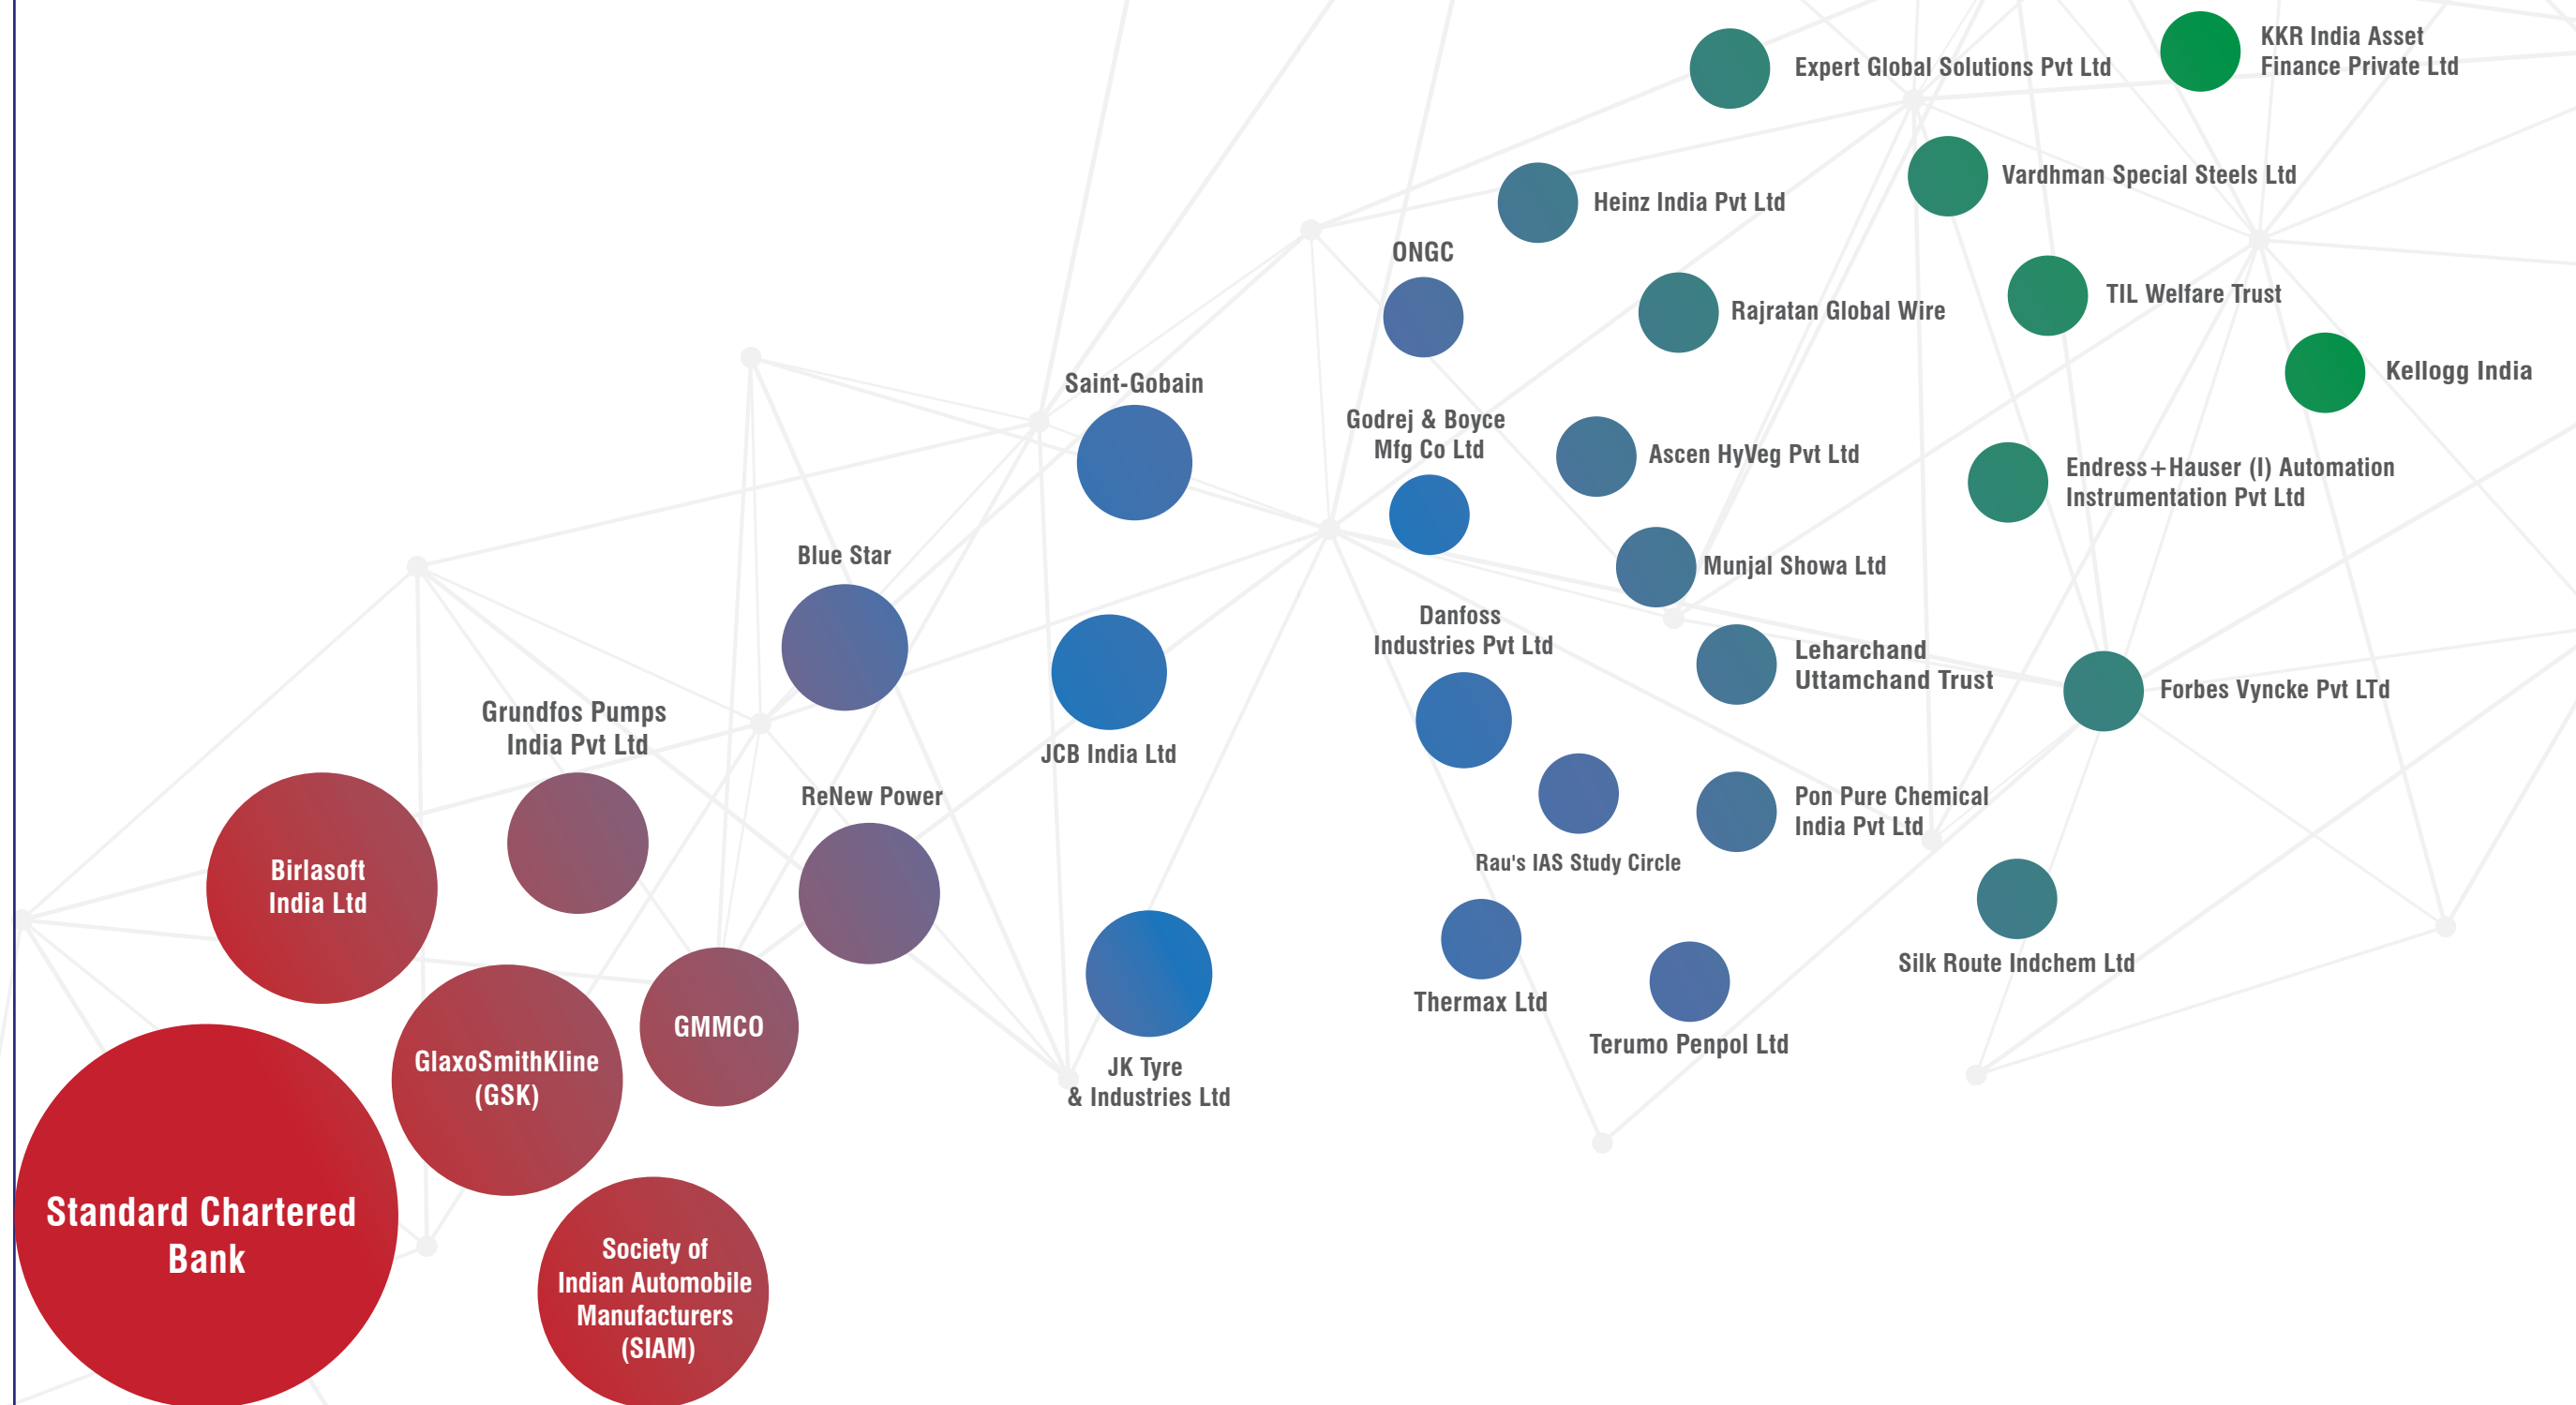 KKR India Asset
Finance Private Ltd
Expert Global Solutions Pvt Ltd
Vardhman Special Steels Ltd
Heinz India Pvt Ltd
ONGC
TIL Welfare Trust
Rajratan Global Wire
Kellogg India
Saint-Gobain
Godrej & Boyce
Mfg Co Ltd
Ascen HyVeg Pvt Ltd
Endress+Hauser (I) Automation
Instrumentation Pvt Ltd
Blue Star
Munjal Showa Ltd
Danfoss
Industries Pvt Ltd
Leharchand
Uttamchand Trust
Forbes Vyncke Pvt LTd
Grundfos Pumps
India Pvt Ltd
JCB India Ltd
ReNew Power
Pon Pure Chemical
India Pvt Ltd
Rau's IAS Study Circle
Birlasoft
India Ltd
Silk Route Indchem Ltd
Thermax Ltd
GMMCO
Terumo Penpol Ltd
GlaxoSmithKline
(GSK)
JK Tyre
& Industries Ltd
Standard Chartered
Bank
Society of
Indian Automobile
Manufacturers
(SIAM)